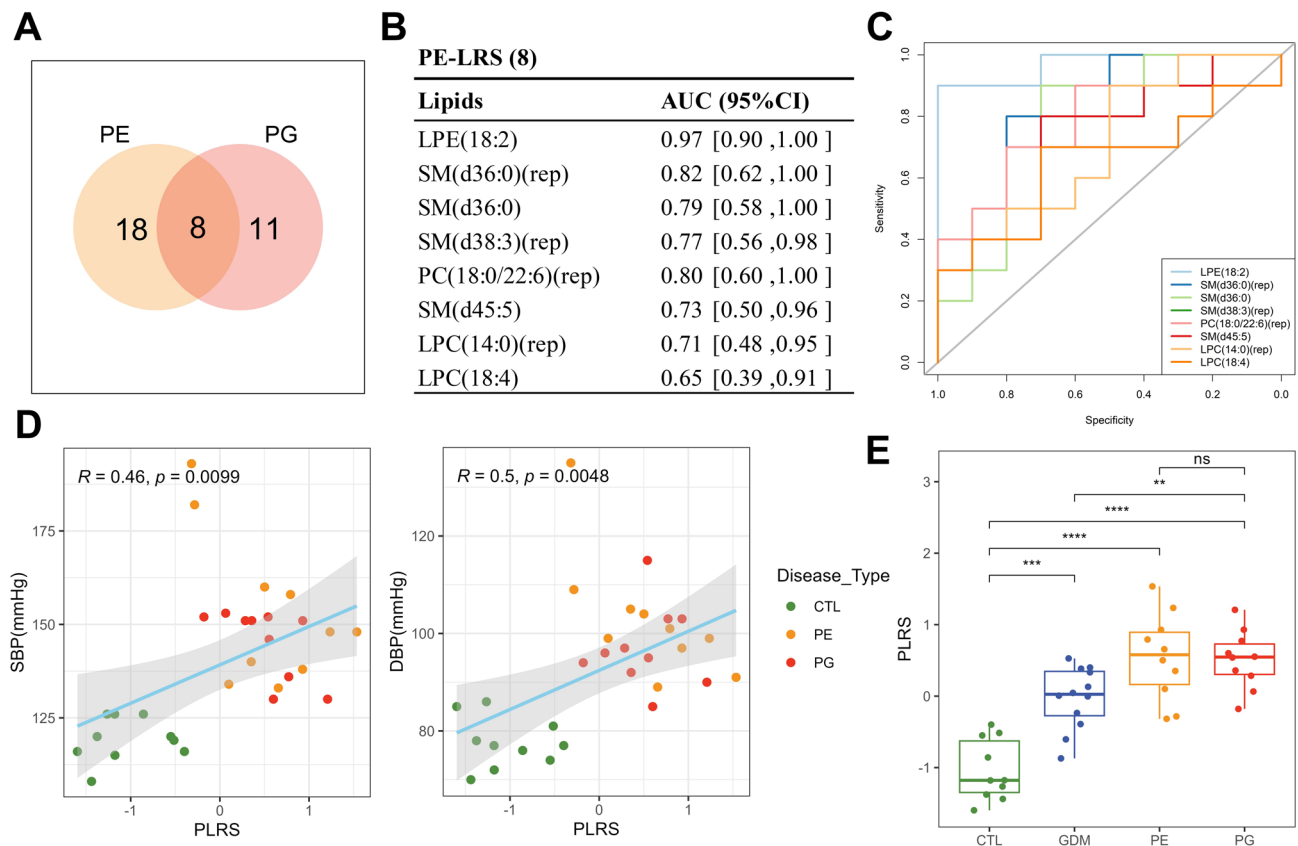 A
PE
PG
18
8
11
B
PE-LRS (8)
Lipids AUC (95%CI)
LPE(18:2) 0.97 [0.90 ,1.00 ]
SM(d36:0)(rep) 0.82 [0.62 ,1.00 ]
SM(d36:0) 0.79 [0.58 ,1.00 ]
SM(d38:3)(rep) 0.77 [0.56 ,0.98 ]
PC(18:0/22:6)(rep) 0.80 [0.60 ,1.00 ]
SM(d45:5) 0.73 [0.50 ,0.96 ]
LPC(14:0)(rep) 0.71 [0.48 ,0.95 ]
LPC(18:4) 0.65 [0.39 ,0.91 ]
C
Sensitivity
1.0
0.8
0.6
0.4
0.2
0.0
LPE(18:2)
SM(d36:0)(rep)
SM(d36:0)
SM(d38:3)(rep)
PC(18:0/22:6)(rep)
SM(d45:5)
LPC(14:0)(rep)
LPC(18:4)
1.0 0.8 0.6 0.4 0.2 0.0
Specificity
D
R = 0.46, p = 0.0099
SBP(mmHg)
175
150
125
-1 0 1
PLRS
R = 0.5, p = 0.0048
DBP(mmHg)
120
100
80
-1 0 1
PLRS
Disease_Type
CTL
PE
PG
E
ns
**
****
****
***
PLRS
3
2
1
0
-1
CTL GDM PE PG